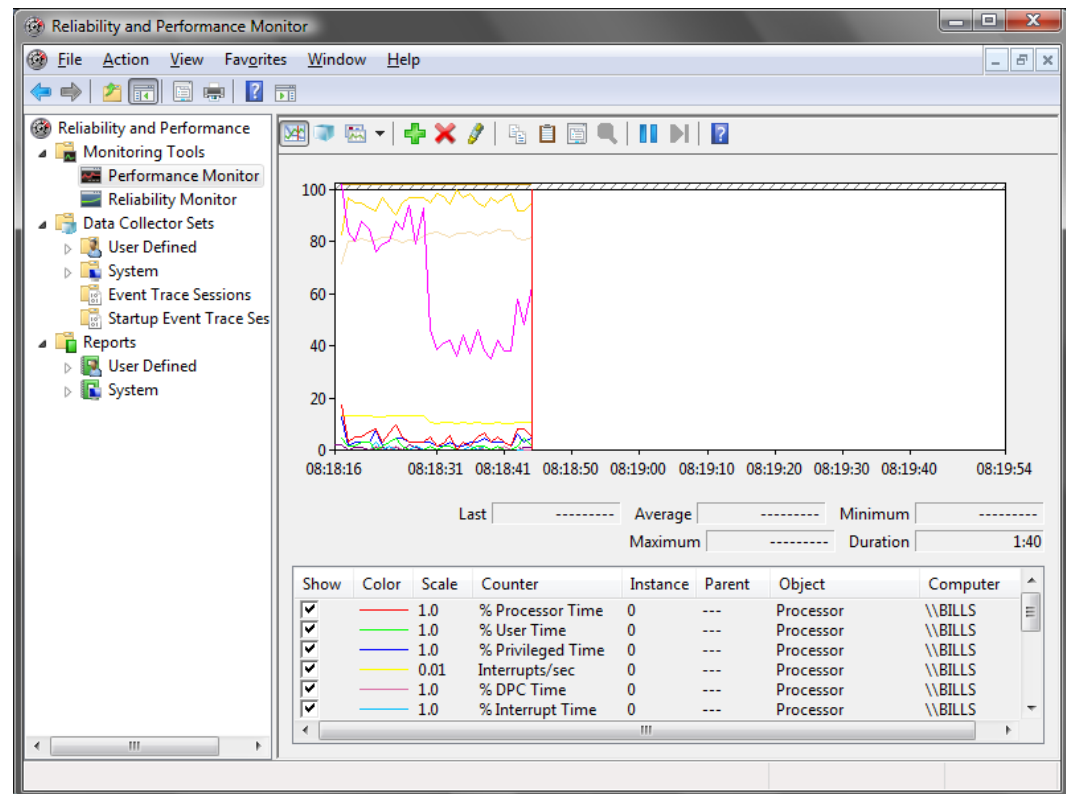 Reliability and Performance Monitor
File Action View Favorites Window Help
Reliability and Performance
Monitoring Tools
Performance Monitor
Reliability Monitor
Data Collector Sets
User Defined
System
Event Trace Sessions
Startup Event Trace Ses
Reports
User Defined
System
100
80
60
40
20
0
08:18:16 08:18:31 08:18:41 08:18:50 08:19:00 08:19:10 08:19:20 08:19:30 08:19:40 08:19:54
Last --------- Average --------- Minimum ---------
Maximum --------- Duration 1:40
Show Color Scale Counter Instance Parent Object Computer
1.0 % Processor Time 0 --- Processor \\BILLS
1.0 % User Time 0 --- Processor \\BILLS
1.0 % Privileged Time 0 --- Processor \\BILLS
0.01 Interrupts/sec 0 --- Processor \\BILLS
1.0 % DPC Time 0 --- Processor \\BILLS
1.0 % Interrupt Time 0 --- Processor \\BILLS